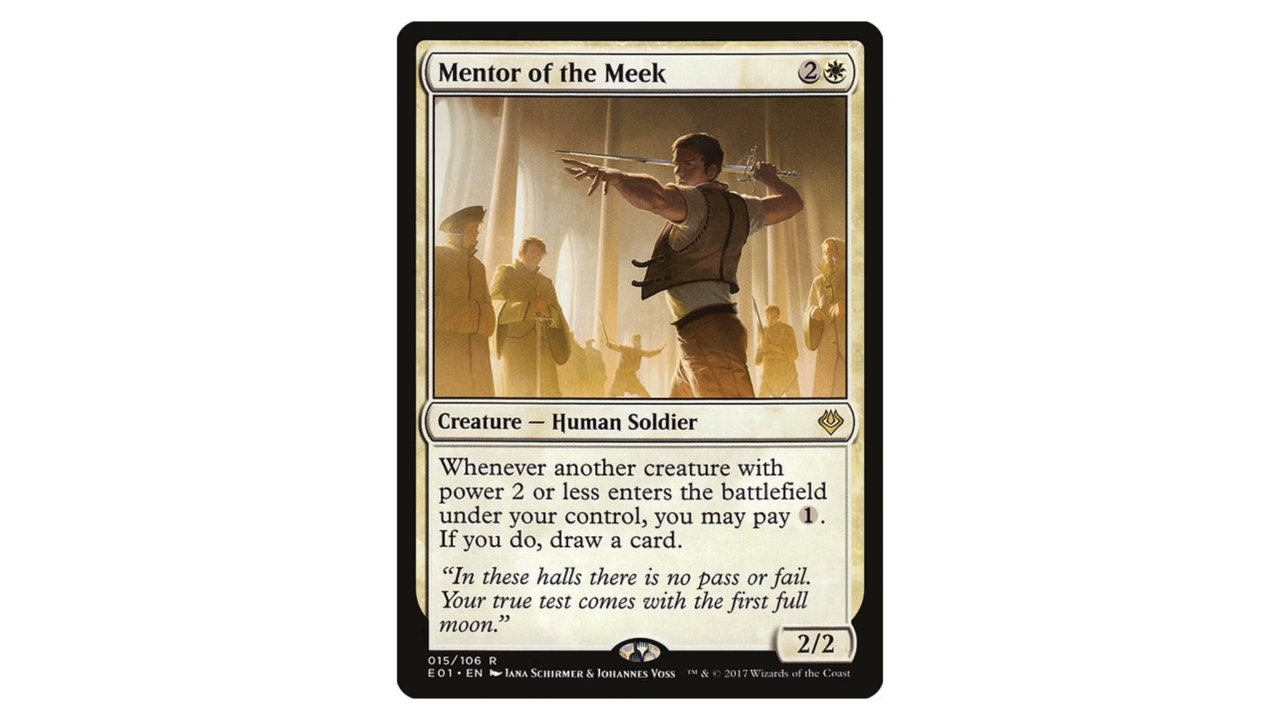 Mentor of the Meek 2
Creature — Human Soldier
Whenever another creature with
power 2 or less enters the battlefield
under your control, you may pay 1.
If you do, draw a card.
“In these halls there is no pass or fail.
Your true test comes with the first full
moon.”
2/2
015/106 R
E01 • EN Jana Schirmer & Johannes Voss ™ & © 2017 Wizards of the Coast